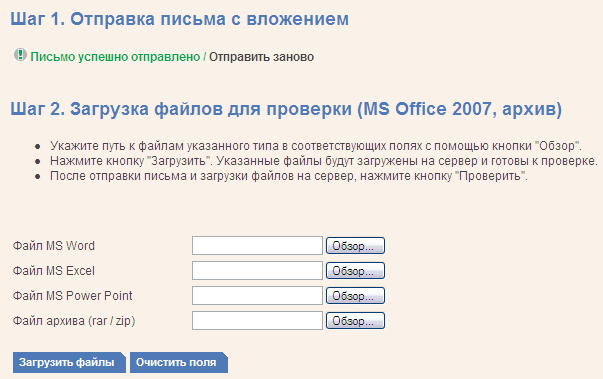 Шаг 1. Отправка письма с вложением
Письмо успешно отправлено / Отправить заново
Шаг 2. Загрузка файлов для проверки (MS Office 2007, архив)
Укажите путь к файлам указанного типа в соответствующих полях с помощью кнопки "Обзор".
Нажмите кнопку "Загрузить". Указанные файлы будут загружены на сервер и готовы к проверке.
После отправки письма и загрузки файлов на сервер, нажмите кнопку "Проверить".
Файл MS Word Обзор...
Файл MS Excel Обзор...
Файл MS Power Point Обзор...
Файл архива (rar / zip) Обзор...
Загрузить файлы Очистить поля